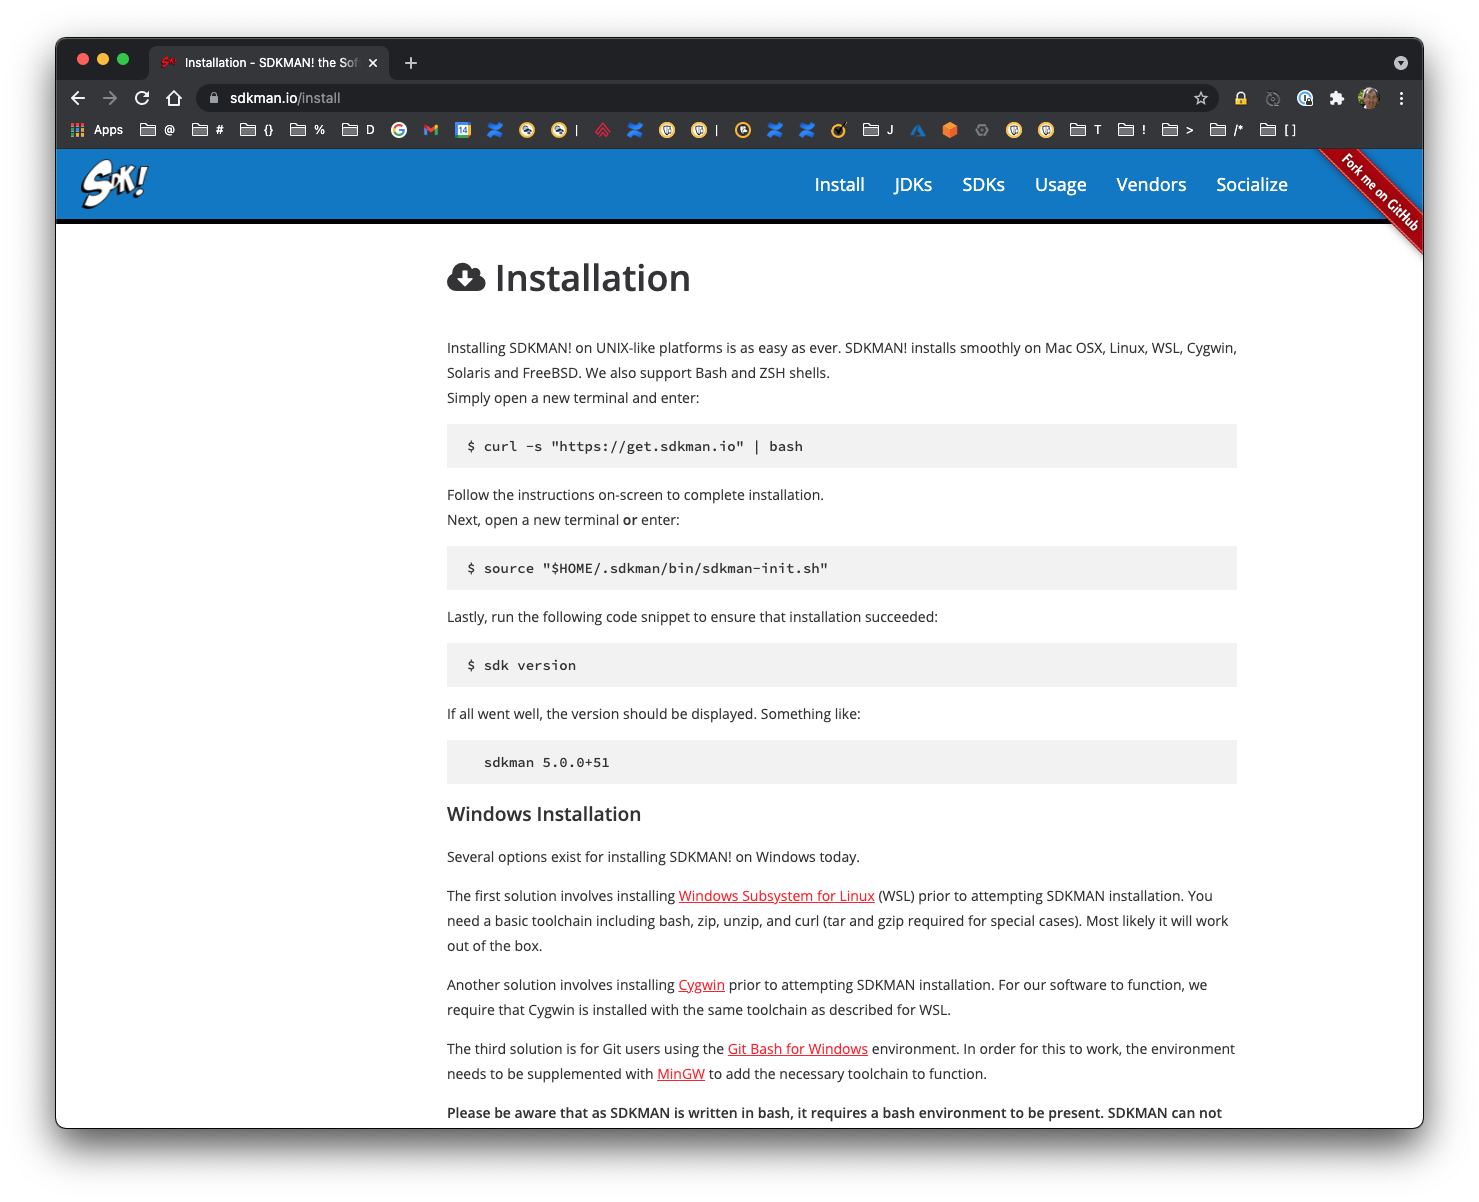 Installation - SDKMAN! the Sof
sdkman.io/install
Apps @ # {} % D 14 | | J T ! > /* [ ]
SDK!
Install JDKs SDKs Usage Vendors Socialize
Fork me on GitHub
Installation
Installing SDKMAN! on UNIX-like platforms is as easy as ever. SDKMAN! installs smoothly on Mac OSX, Linux, WSL, Cygwin,
Solaris and FreeBSD. We also support Bash and ZSH shells.
Simply open a new terminal and enter:
$ curl -s "https://get.sdkman.io" | bash
Follow the instructions on-screen to complete installation.
Next, open a new terminal or enter:
$ source "$HOME/.sdkman/bin/sdkman-init.sh"
Lastly, run the following code snippet to ensure that installation succeeded:
$ sdk version
If all went well, the version should be displayed. Something like:
sdkman 5.0.0+51
Windows Installation
Several options exist for installing SDKMAN! on Windows today.
The first solution involves installing Windows Subsystem for Linux (WSL) prior to attempting SDKMAN installation. You
need a basic toolchain including bash, zip, unzip, and curl (tar and gzip required for special cases). Most likely it will work
out of the box.
Another solution involves installing Cygwin prior to attempting SDKMAN installation. For our software to function, we
require that Cygwin is installed with the same toolchain as described for WSL.
The third solution is for Git users using the Git Bash for Windows environment. In order for this to work, the environment
needs to be supplemented with MinGW to add the necessary toolchain to function.
Please be aware that as SDKMAN is written in bash, it requires a bash environment to be present. SDKMAN can not